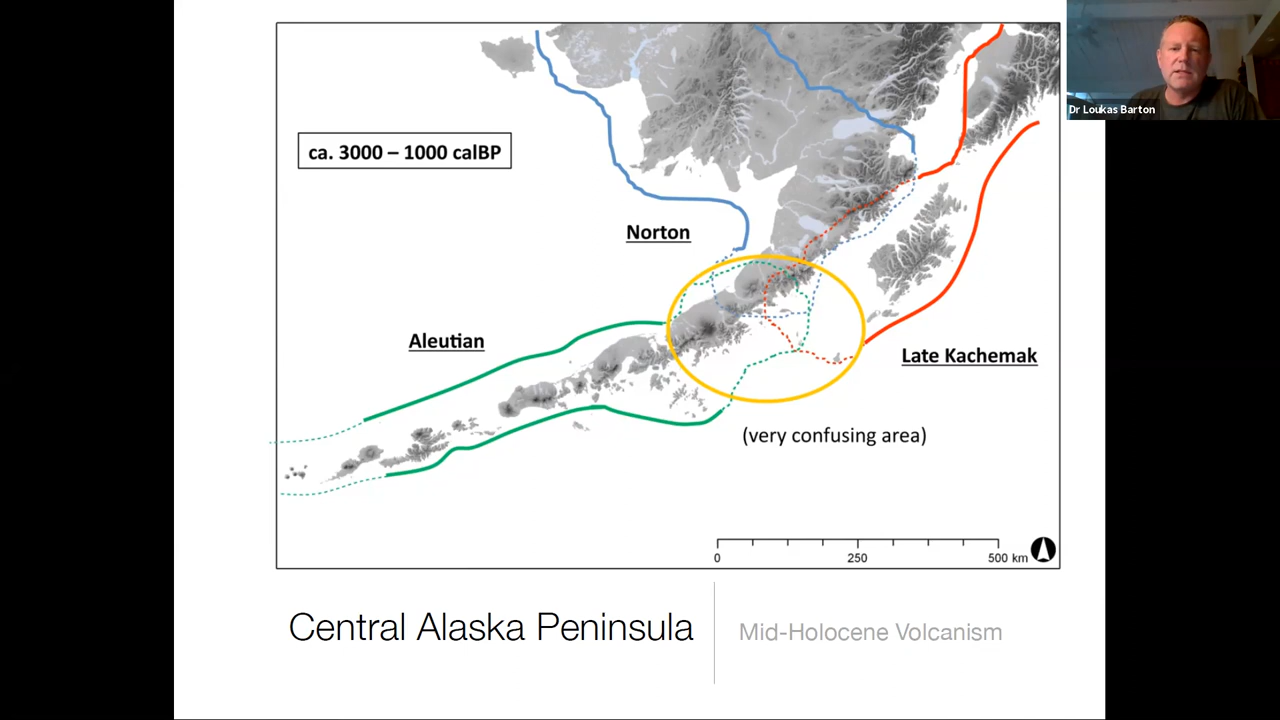 Dr Loukas Barton
ca. 3000 – 1000 calBP
Norton
Aleutian
Late Kachemak
(very confusing area)
0 250 500 km
Central Alaska Peninsula
Mid-Holocene Volcanism